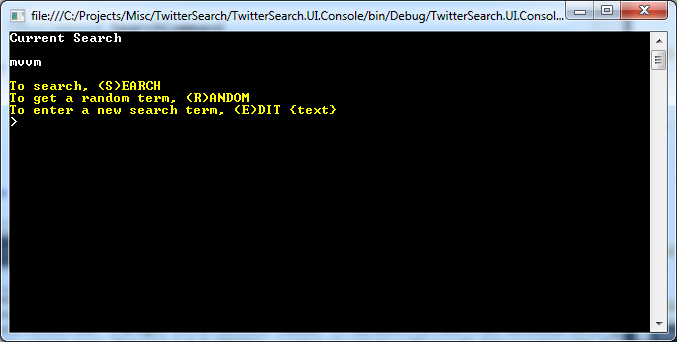 file:///C:/Projects/Misc/TwitterSearch/TwitterSearch.UI.Console/bin/Debug/TwitterSearch.UI.Consol...
Current Search
mvvm
To search, (S)EARCH
To get a random term, (R)ANDOM
To enter a new search term, (E)DIT {text}
>